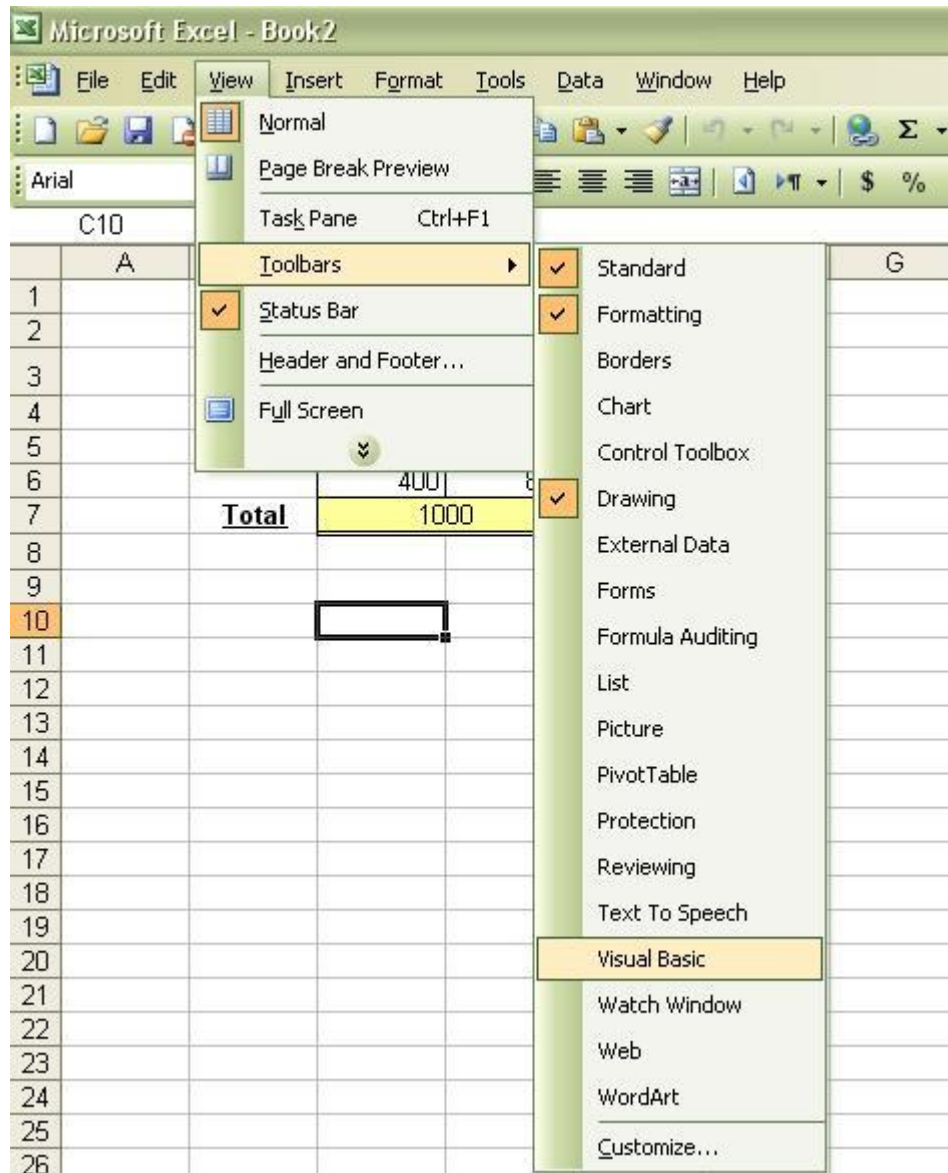 Microsoft Excel - Book2
File Edit View Insert Format Tools Data Window Help
Normal
Σ
Page Break Preview
Arial
$ %
Task Pane Ctrl+F1
C10
Toolbars
A G
Standard
Status Bar
Formatting
Header and Footer...
Borders
Full Screen
Chart
Control Toolbox
Drawing
External Data
Forms
Formula Auditing
List
Picture
PivotTable
Protection
Reviewing
Text To Speech
Visual Basic
Watch Window
Web
WordArt
Customize...
1
2
3
4
5
6 400
7 Total 1000
8
9
10
11
12
13
14
15
16
17
18
19
20
21
22
23
24
25
26